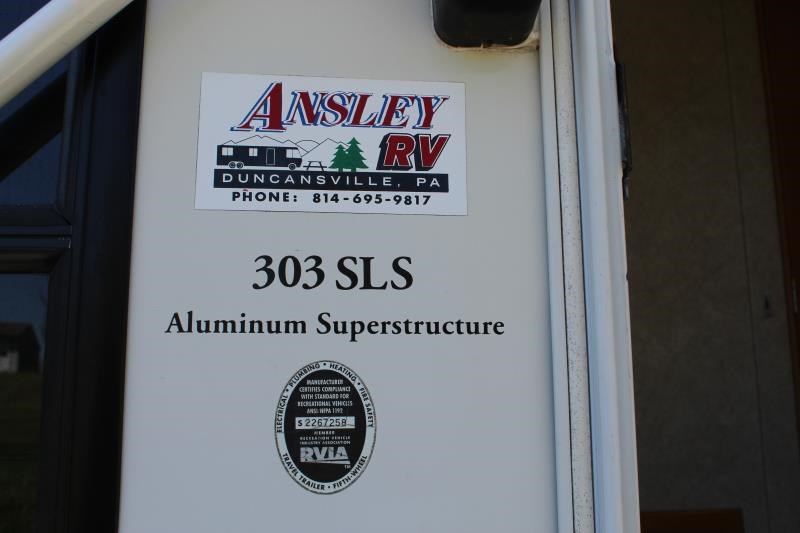 ANSLEY
RV
DUNCANSVILLE, PA
PHONE: 814-695-9817
303 SLS
Aluminum Superstructure
ELECTRICAL • PLUMBING • HEATING • FIRE SAFETY
MANUFACTURER
CERTIFIES COMPLIANCE
WITH STANDARD FOR
RECREATIONAL VEHICLES
ANSI/NFPA 1192
S 2267258
MEMBER
RECREATION VEHICLE
INDUSTRY ASSOCIATION
RVIA TM
TRAVEL TRAILER • FIFTH-WHEEL